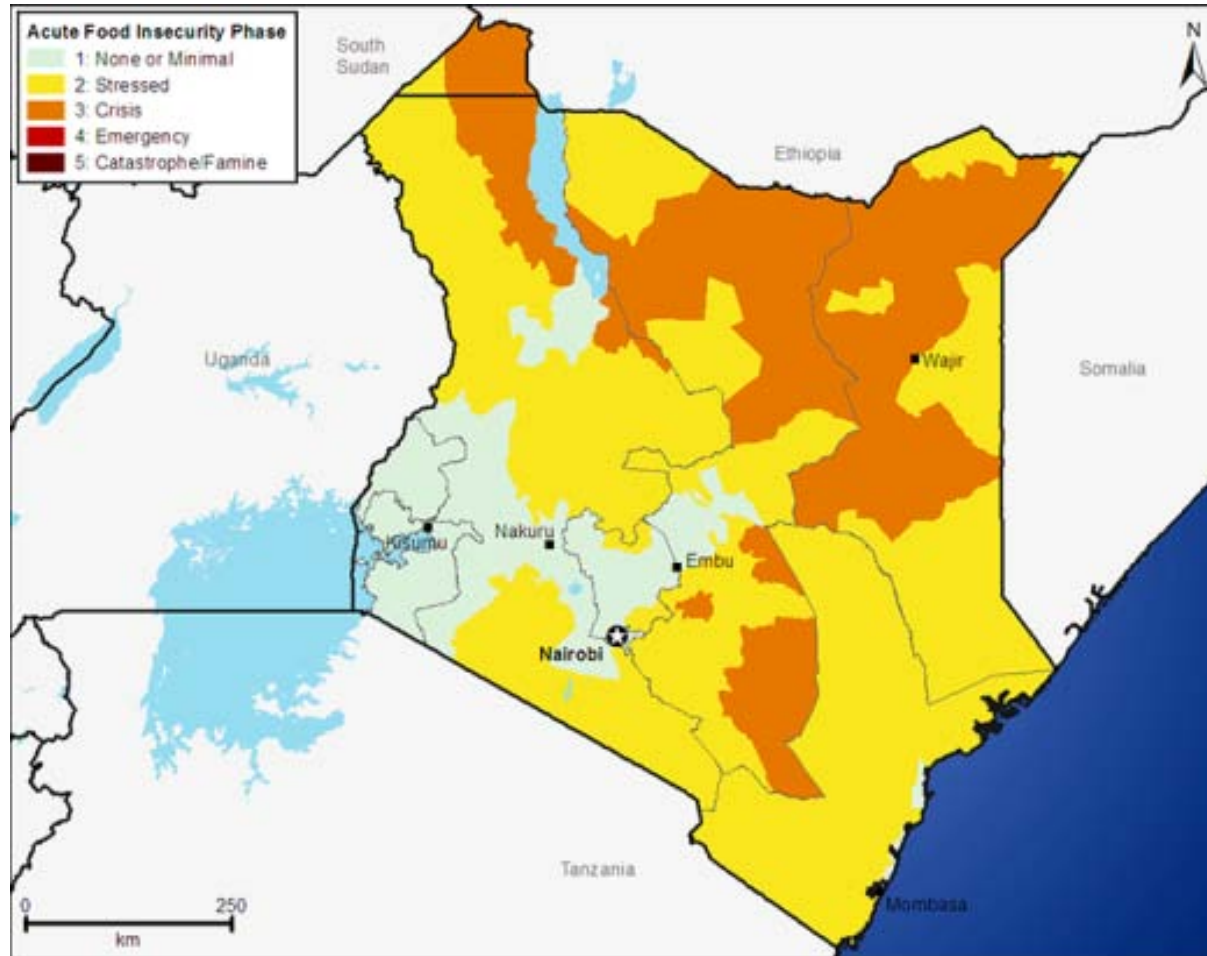 Acute Food Insecurity Phase
1: None or Minimal
2: Stressed
3: Crisis
4: Emergency
5: Catastrophe/Famine
South
Sudan
N
Ethiopia
Uganda
Wajir
Somalia
Kisumu
Nakuru
Embu
Nairobi
Tanzania
Mombasa
0 250
km